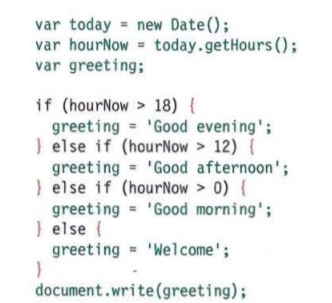 var today = new Date();
var hourNow = today.getHours();
var greeting;
if (hourNow > 18) {
greeting = 'Good evening';
} else if (hourNow > 12) {
greeting = 'Good afternoon';
} else if (hourNow > 0) {
greeting = 'Good morning';
} else {
greeting = 'Welcome';
}
document.write(greeting);